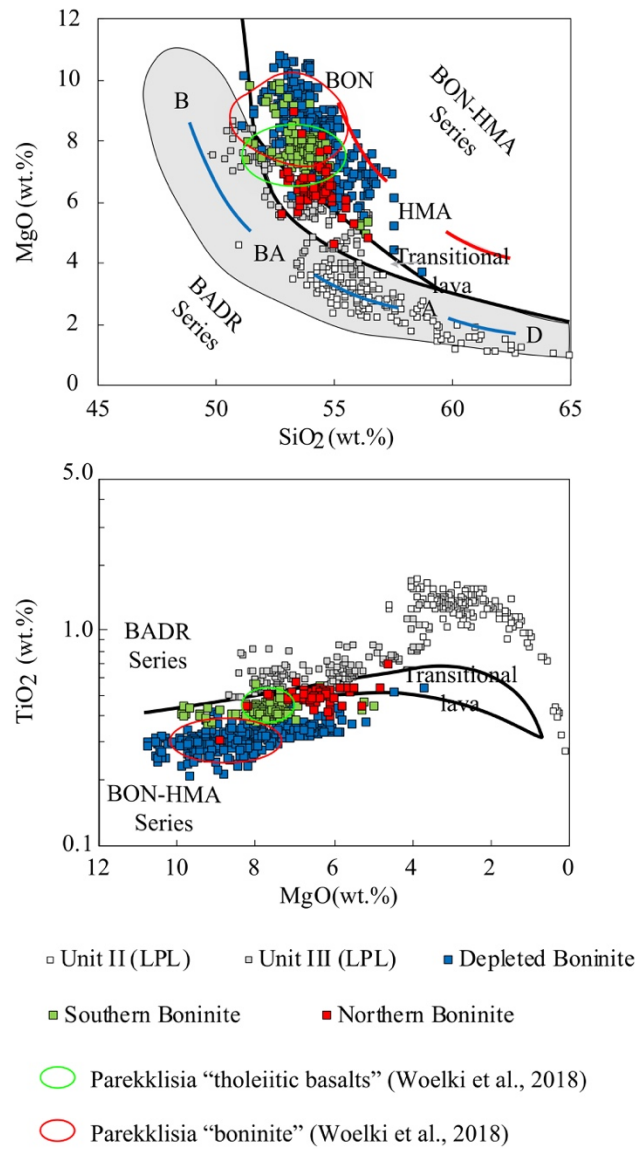 12
10
8
6
4
2
0
MgO (wt.%)
B
BON
BON-HMA
Series
HMA
BA
Transitional
lava
A
D
BADR
Series
45
50
55
60
65
SiO2 (wt.%)
5.0
1.0
0.1
TiO2 (wt.%)
BADR
Series
Transitional
lava
BON-HMA
Series
12
10
8
6
4
2
0
MgO(wt.%)
Unit II (LPL)
Unit III (LPL)
Depleted Boninite
Southern Boninite
Northern Boninite
Parekklisia “tholeiitic basalts” (Woelki et al., 2018)
Parekklisia “boninite” (Woelki et al., 2018)